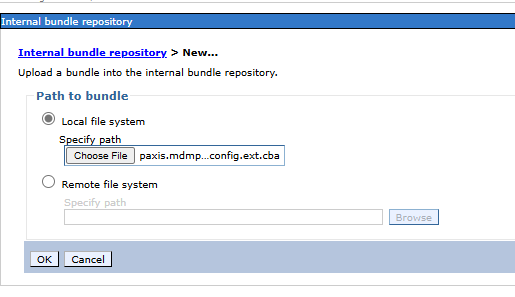 Internal bundle repository
Internal bundle repository > New...
Upload a bundle into the internal bundle repository.
Path to bundle
Local file system
Specify path
Choose File paxis.mdmp...config.ext.cba
Remote file system
Specify path
Browse
OK Cancel